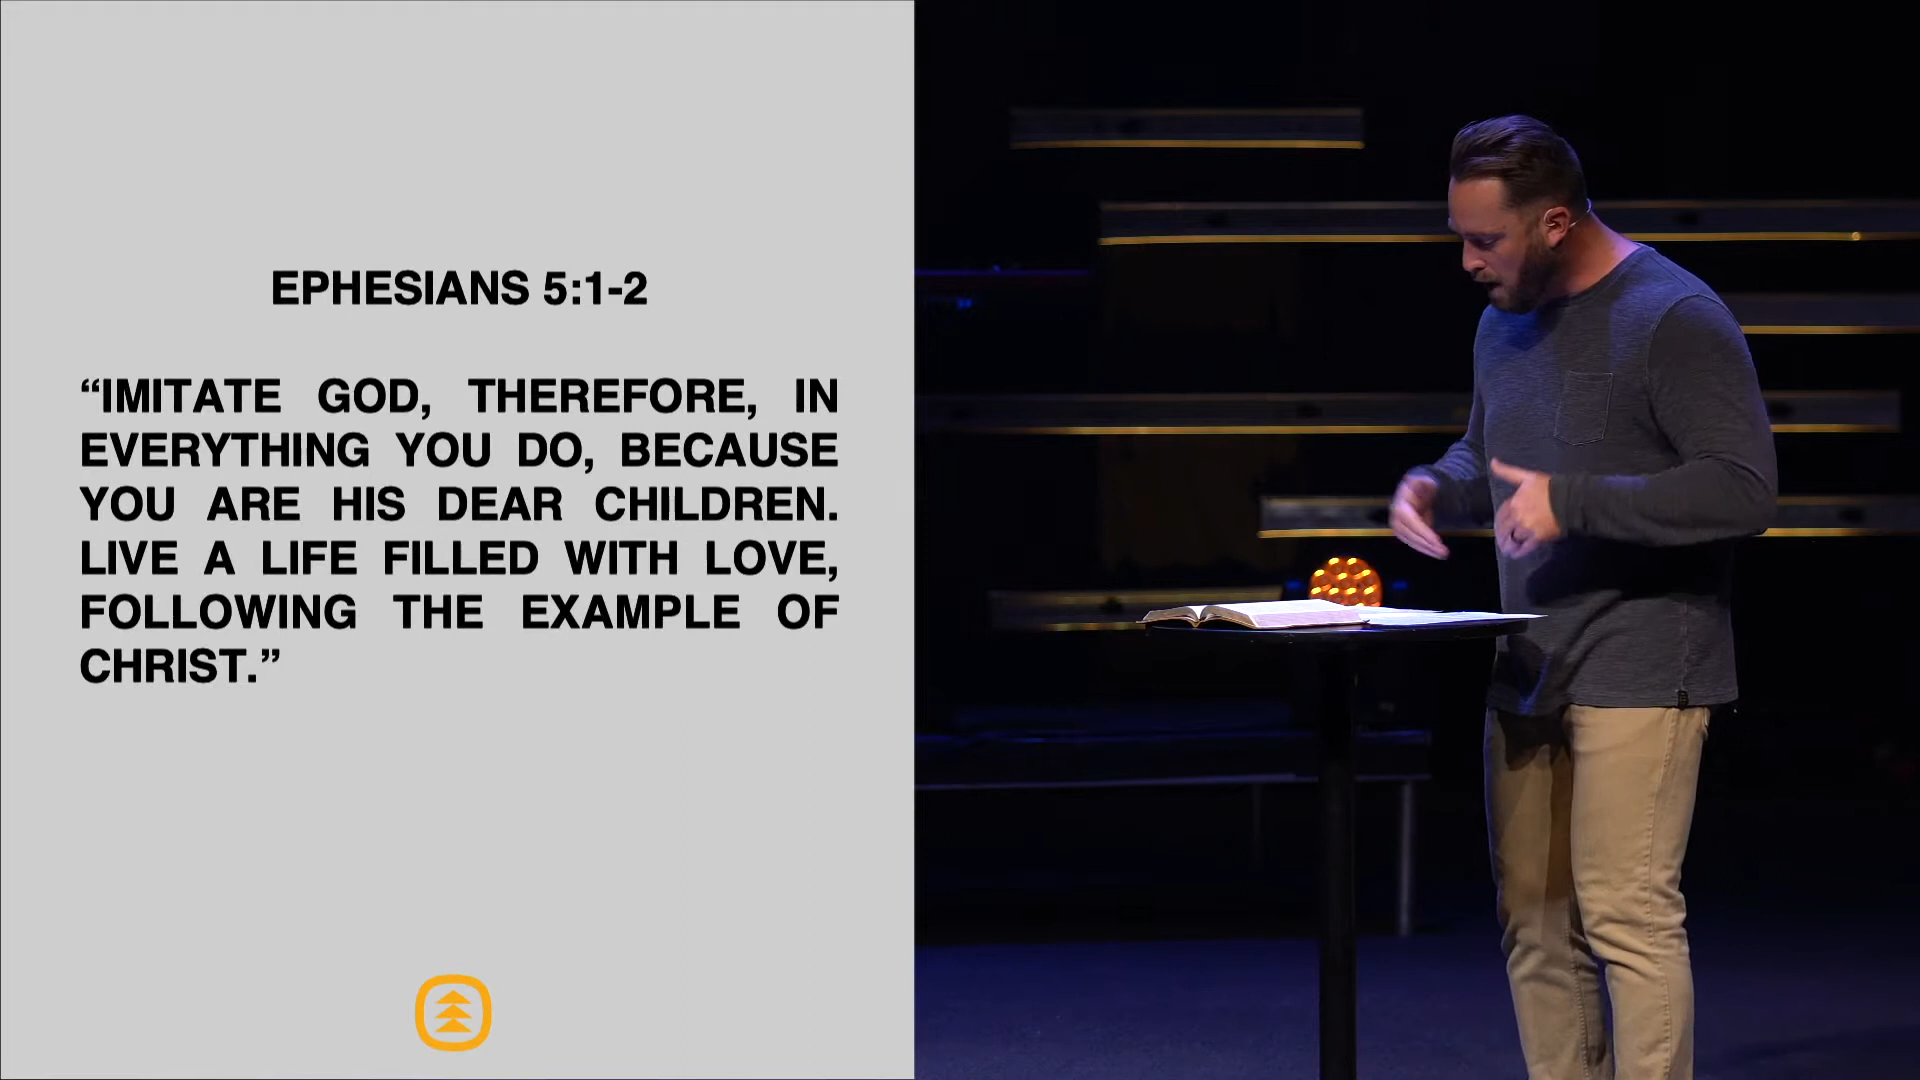 EPHESIANS 5:1-2
“IMITATE GOD, THEREFORE, IN
EVERYTHING YOU DO, BECAUSE
YOU ARE HIS DEAR CHILDREN.
LIVE A LIFE FILLED WITH LOVE,
FOLLOWING THE EXAMPLE OF
CHRIST.”